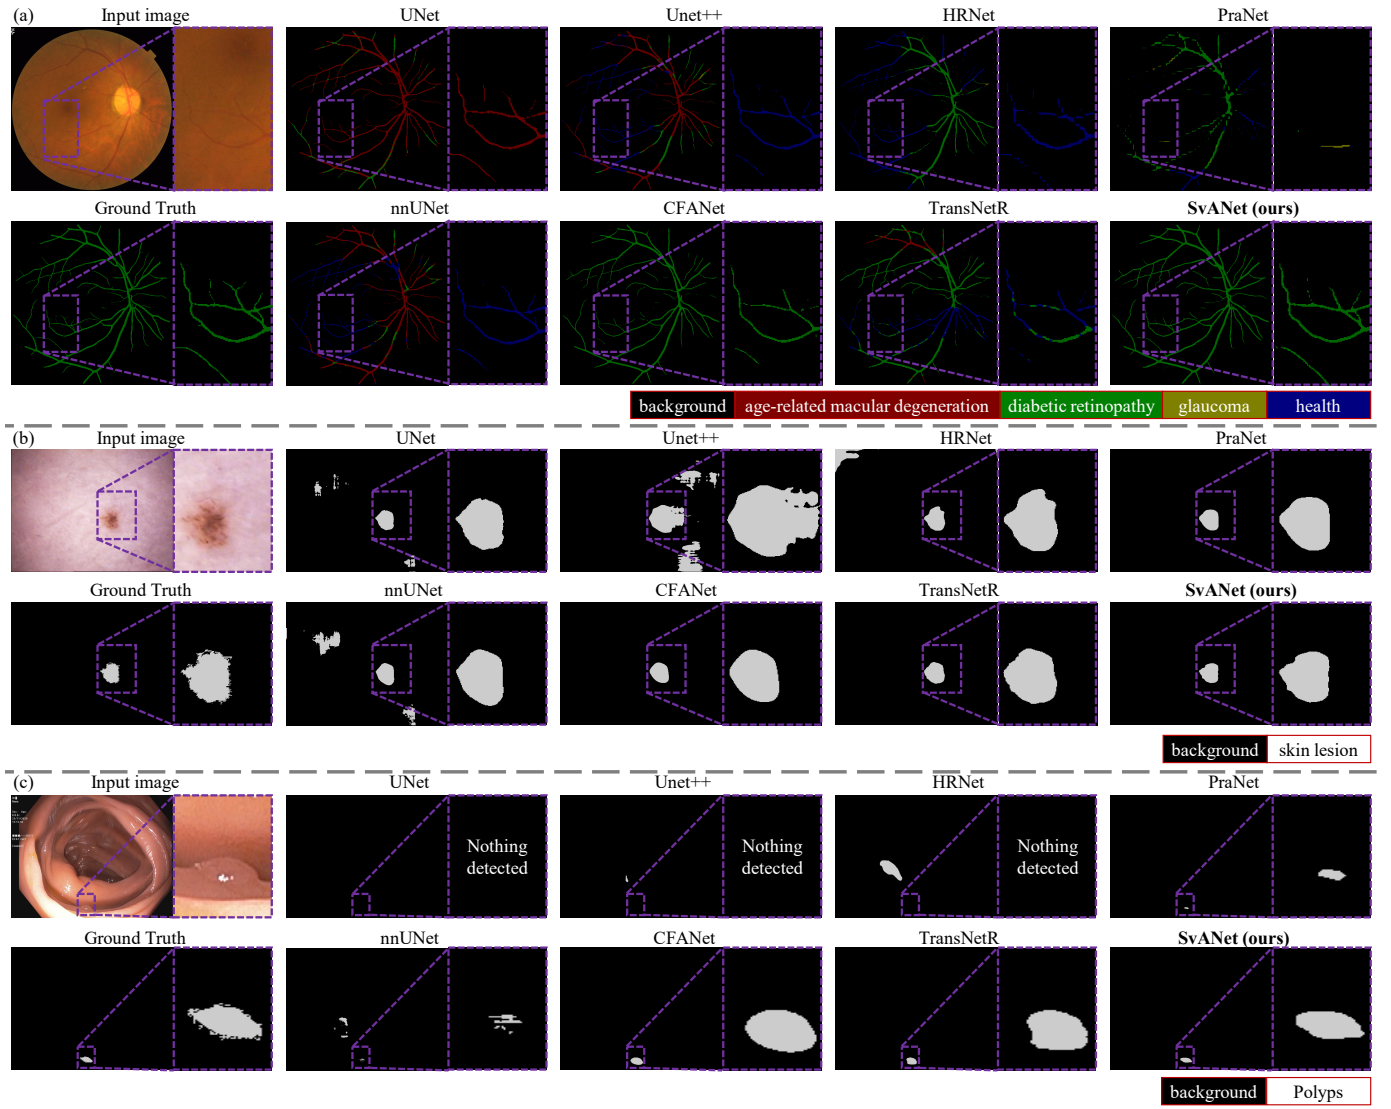 (a)
Input image
UNet
Unet++
HRNet
PraNet
Ground Truth
nnUNet
CFANet
TransNetR
SvANet (ours)
background
age-related macular degeneration
diabetic retinopathy
glaucoma
health
(b)
Input image
UNet
Unet++
HRNet
PraNet
Ground Truth
nnUNet
CFANet
TransNetR
SvANet (ours)
background
skin lesion
(c)
Input image
UNet
Unet++
HRNet
PraNet
Nothing
detected
Nothing
detected
Nothing
detected
Ground Truth
nnUNet
CFANet
TransNetR
SvANet (ours)
background
Polyps